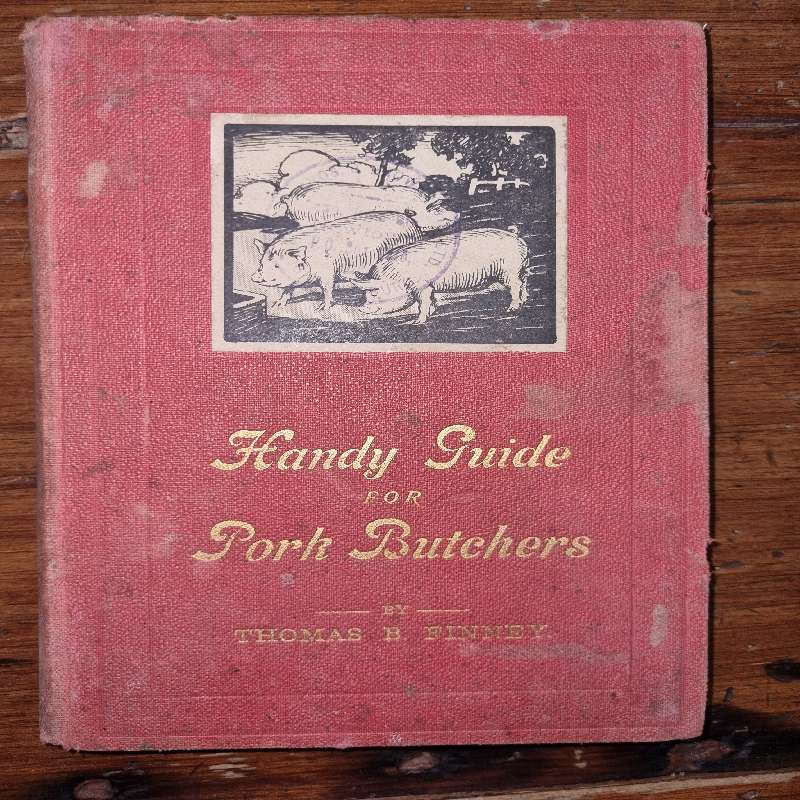 Handy Guide
FOR
Pork Butchers
BY
THOMAS B. FINNEY